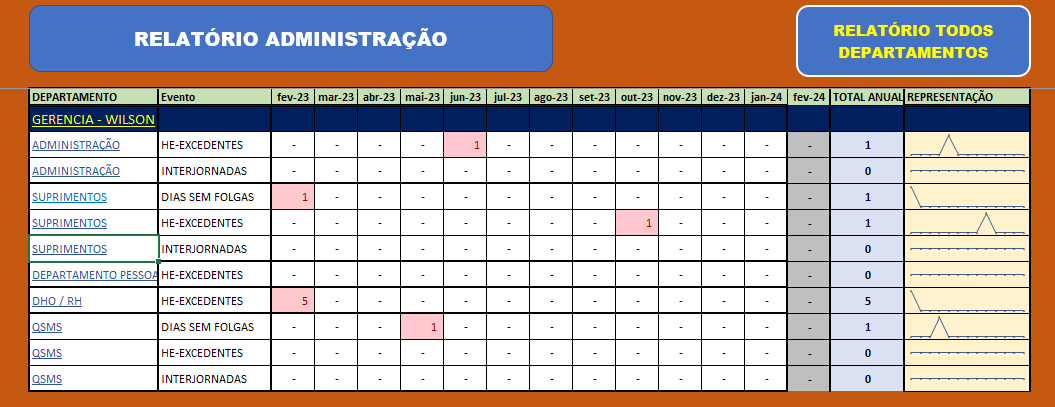 RELATÓRIO ADMINISTRAÇÃO
RELATÓRIO TODOS
DEPARTAMENTOS
DEPARTAMENTO Evento fev-23 mar-23 abr-23 mai-23 jun-23 jul-23 ago-23 set-23 out-23 nov-23 dez-23 jan-24 fev-24 TOTAL ANUAL REPRESENTAÇÃO
GERENCIA - WILSON
ADMINISTRAÇÃO HE-EXCEDENTES - - - - 1 - - - - - - - - 1
ADMINISTRAÇÃO INTERJORNADAS - - - - - - - - - - - - - 0
SUPRIMENTOS DIAS SEM FOLGAS 1 - - - - - - - - - - - - 1
SUPRIMENTOS HE-EXCEDENTES - - - - - - - - 1 - - - - 1
SUPRIMENTOS INTERJORNADAS - - - - - - - - - - - - - 0
DEPARTAMENTO PESSOA HE-EXCEDENTES - - - - - - - - - - - - - 0
DHO / RH HE-EXCEDENTES 5 - - - - - - - - - - - - 5
QSMS DIAS SEM FOLGAS - - - 1 - - - - - - - - - 1
QSMS HE-EXCEDENTES - - - - - - - - - - - - - 0
QSMS INTERJORNADAS - - - - - - - - - - - - - 0